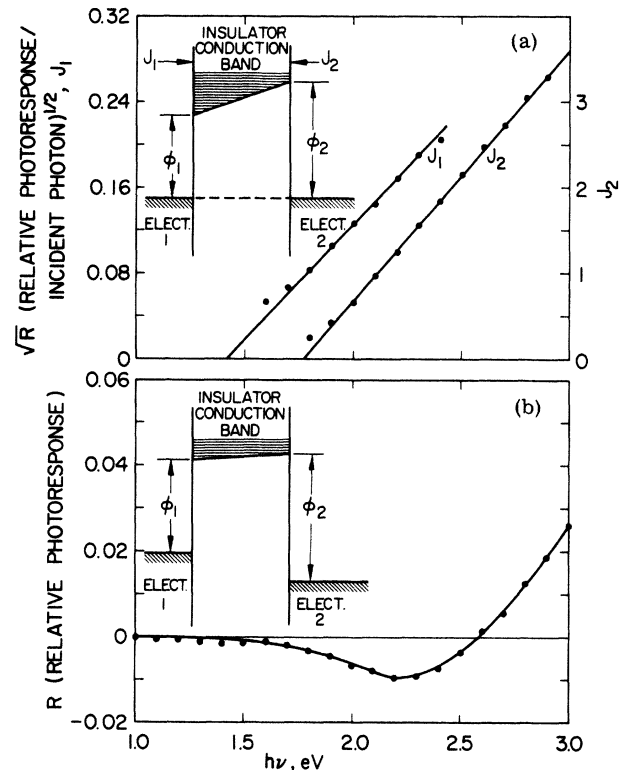 (a)
INSULATOR
CONDUCTION
BAND
J₁
J₂
ϕ₁
ϕ₂
ELECT.
1
ELECT.
2
J₁
J₂
0.32
0.24
0.16
0.08
0
√R (RELATIVE PHOTORESPONSE/
INCIDENT PHOTON)^1/2, J₁
3
2
1
0
J₂
(b)
INSULATOR
CONDUCTION
BAND
ϕ₁
ϕ₂
ELECT.
1
ELECT.
2
0.06
0.04
0.02
0
-0.02
R (RELATIVE PHOTORESPONSE)
1.0 1.5 2.0 2.5 3.0
hν, eV